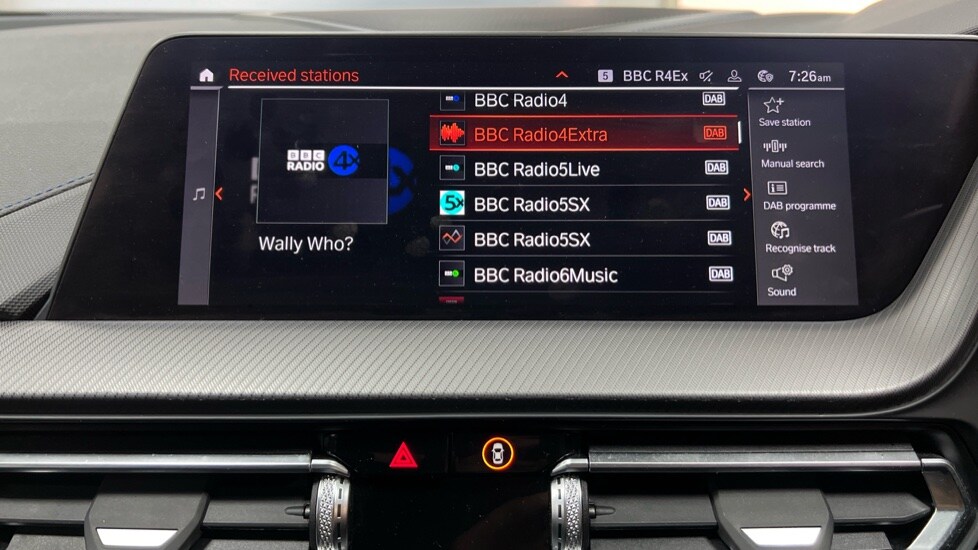 Received stations
5 BBC R4Ex
7:26am
BBC Radio4 DAB
BBC Radio4Extra DAB
BBC Radio5Live DAB
BBC Radio5SX DAB
BBC Radio5SX DAB
BBC Radio6Music DAB
BBC
RADIO 4x
Wally Who?
5x
Save station
Manual search
DAB programme
Recognise track
Sound